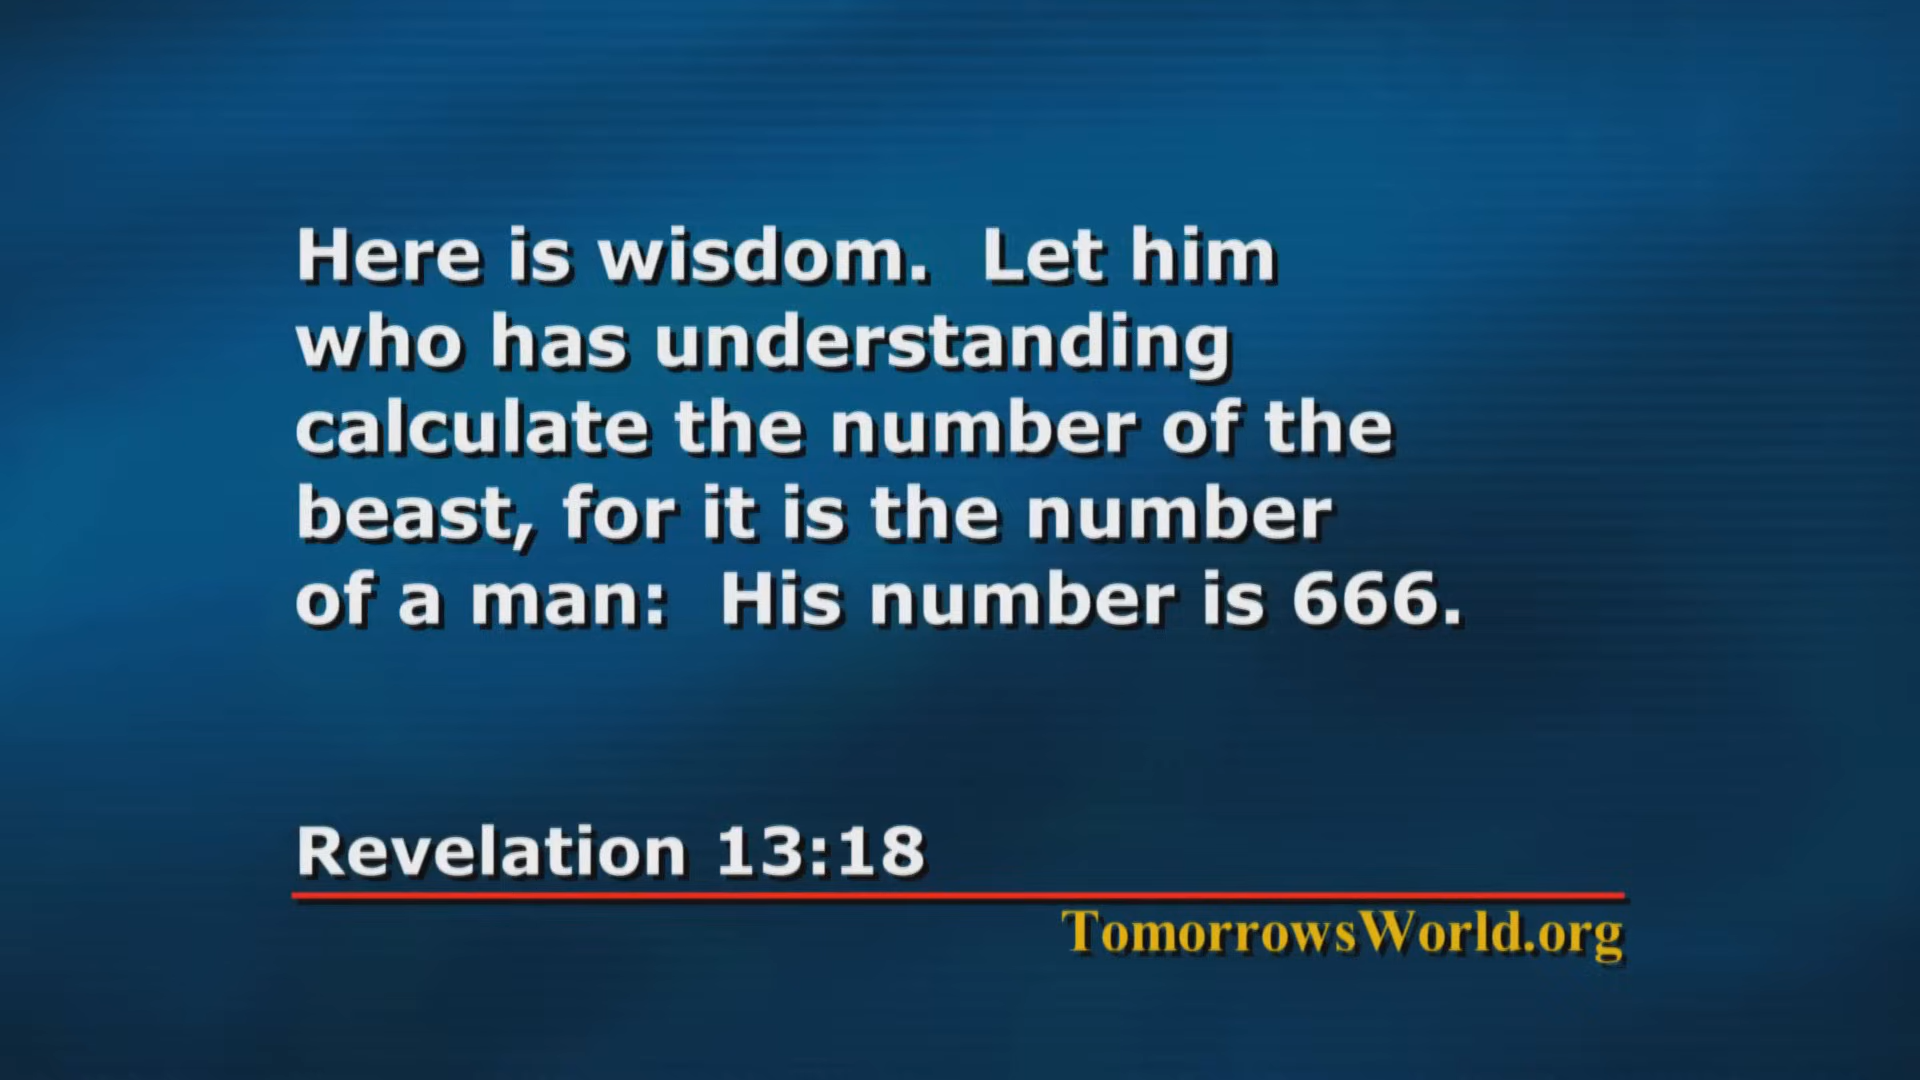 Here is wisdom.  Let him
who has understanding
calculate the number of the
beast, for it is the number
of a man:  His number is 666.
Revelation 13:18
TomorrowsWorld.org